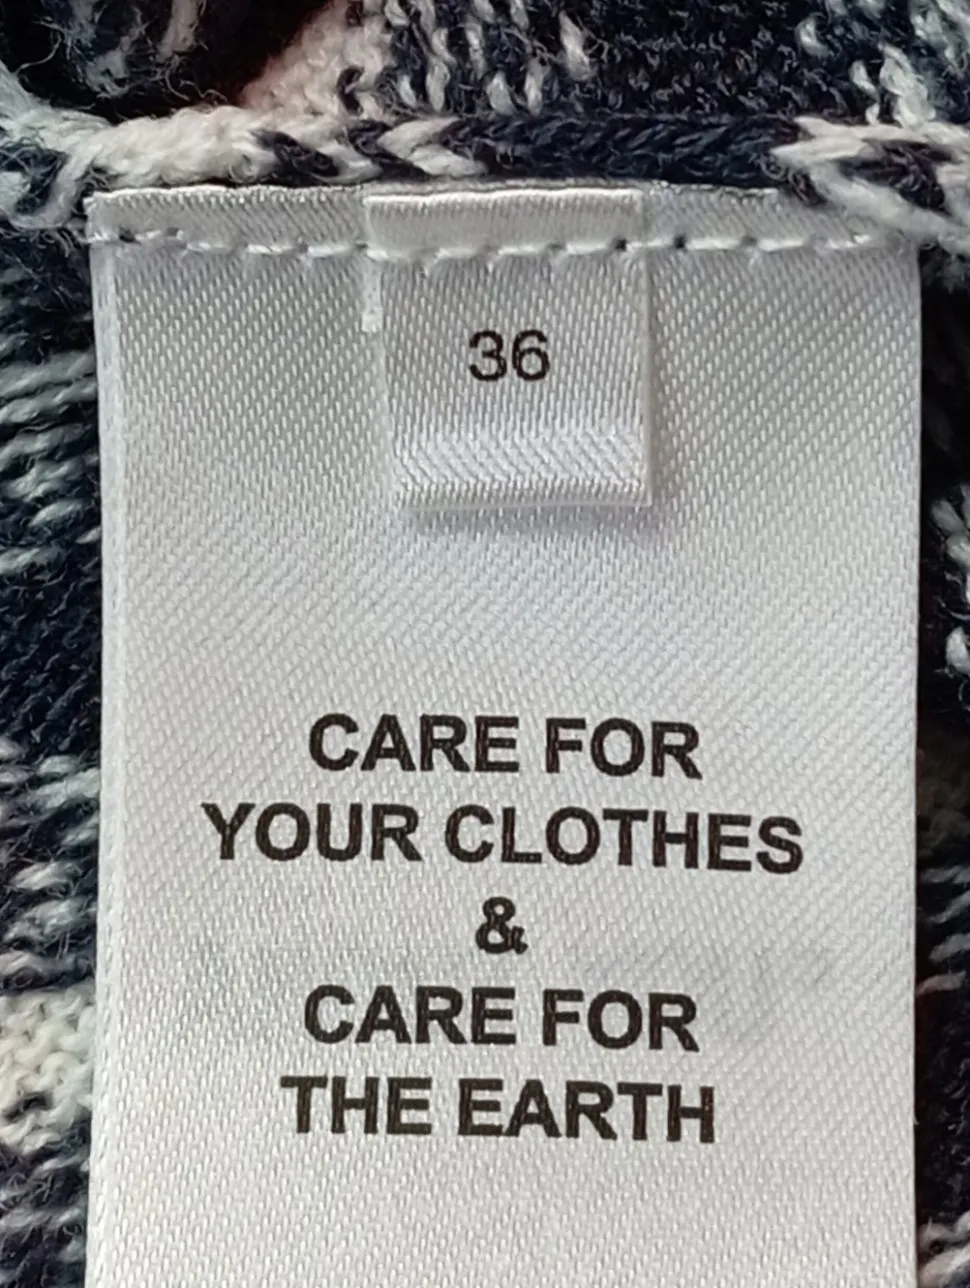 36
CARE FOR
YOUR CLOTHES
&
CARE FOR
THE EARTH